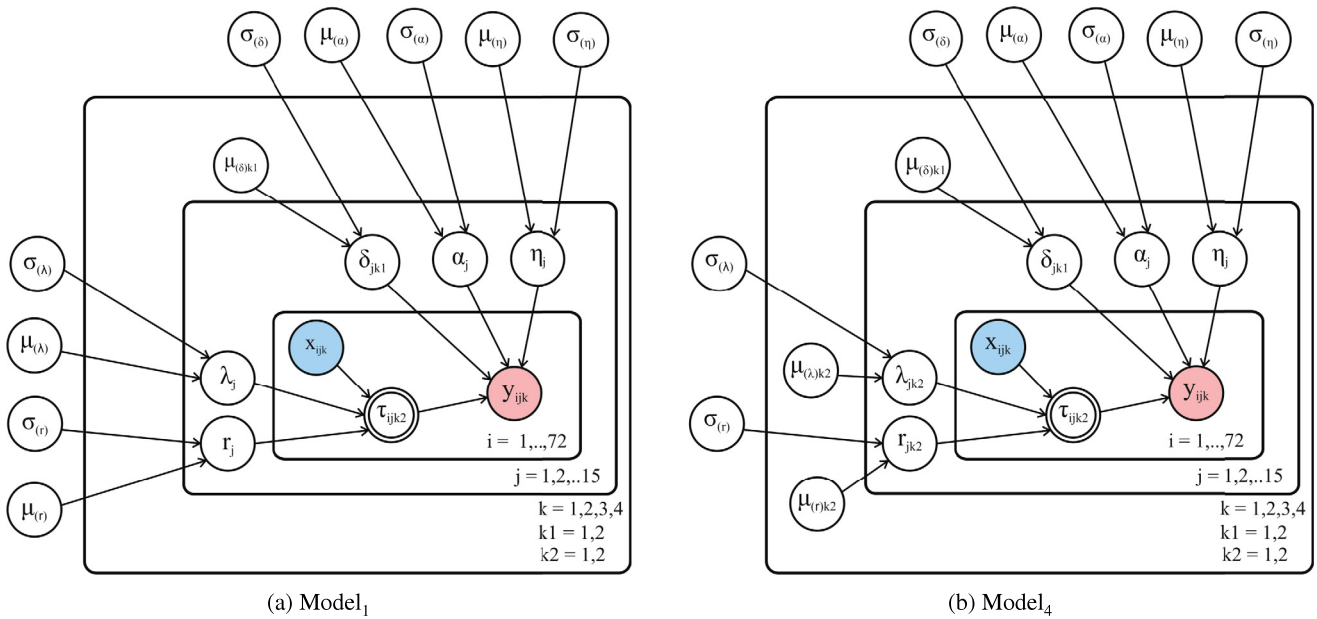 σ(δ) μ(α) σ(α) μ(η) σ(η)
μ(δ)k1
δjk1 αj ηj
σ(λ)
μ(λ)
σ(r)
μ(r)
λj
rj
xijk
τijk2
yijk
i = 1,..,72
j = 1,2,..15
k = 1,2,3,4
k1 = 1,2
k2 = 1,2
(a) Model1
σ(δ) μ(α) σ(α) μ(η) σ(η)
μ(δ)k1
δjk1 αj ηj
σ(λ)
μ(λ)k2
σ(r)
μ(r)k2
λjk2
rjk2
xijk
τijk2
yijk
i = 1,..,72
j = 1,2,..15
k = 1,2,3,4
k1 = 1,2
k2 = 1,2
(b) Model4